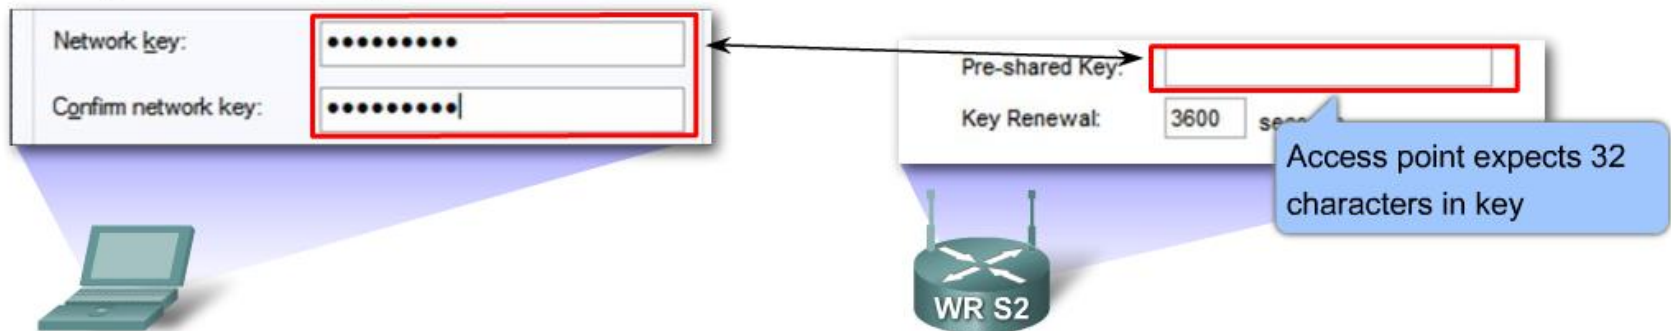 Network key:
●●●●●●●●●
Confirm network key:
●●●●●●●●●
Pre-shared Key:
Key Renewal: 3600
Access point expects 32
characters in key
WR S2